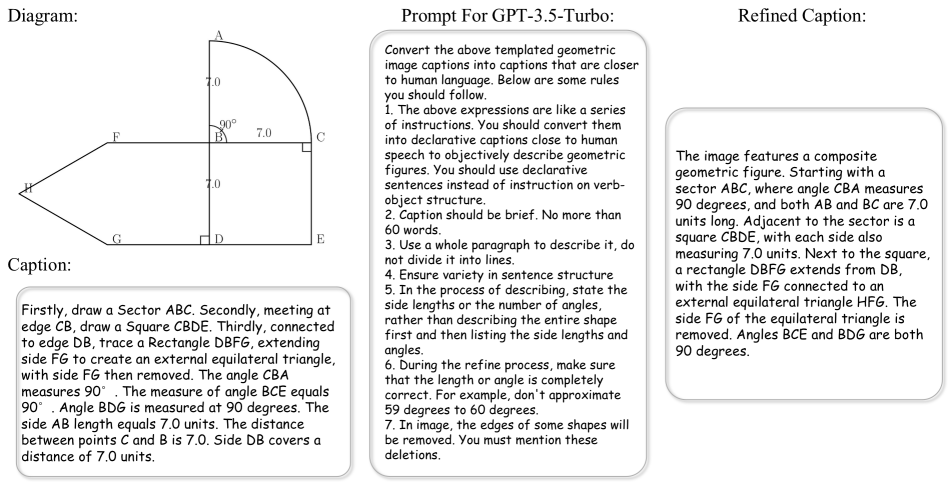 Diagram:
A
7.0
90°
F
B
7.0
C
H
7.0
G
D
E
Caption:
Firstly, draw a Sector ABC. Secondly, meeting at
edge CB, draw a Square CBDE. Thirdly, connected
to edge DB, trace a Rectangle DBFG, extending
side FG to create an external equilateral triangle,
with side FG then removed. The angle CBA
measures 90° . The measure of angle BCE equals
90° . Angle BDG is measured at 90 degrees. The
side AB length equals 7.0 units. The distance
between points C and B is 7.0. Side DB covers a
distance of 7.0 units.
Prompt For GPT-3.5-Turbo:
Convert the above templated geometric
image captions into captions that are closer
to human language. Below are some rules
you should follow.
1. The above expressions are like a series
of instructions. You should convert them
into declarative captions close to human
speech to objectively describe geometric
figures. You should use declarative
sentences instead of instruction on verb-
object structure.
2. Caption should be brief. No more than
60 words.
3. Use a whole paragraph to describe it, do
not divide it into lines.
4. Ensure variety in sentence structure
5. In the process of describing, state the
side lengths or the number of angles,
rather than describing the entire shape
first and then listing the side lengths and
angles.
6. During the refine process, make sure
that the length or angle is completely
correct. For example, don't approximate
59 degrees to 60 degrees.
7. In image, the edges of some shapes will
be removed. You must mention these
deletions.
Refined Caption:
The image features a composite
geometric figure. Starting with a
sector ABC, where angle CBA measures
90 degrees, and both AB and BC are 7.0
units long. Adjacent to the sector is a
square CBDE, with each side also
measuring 7.0 units. Next to the square,
a rectangle DBFG extends from DB,
with the side FG connected to an
external equilateral triangle HFG. The
side FG of the equilateral triangle is
removed. Angles BCE and BDG are both
90 degrees.